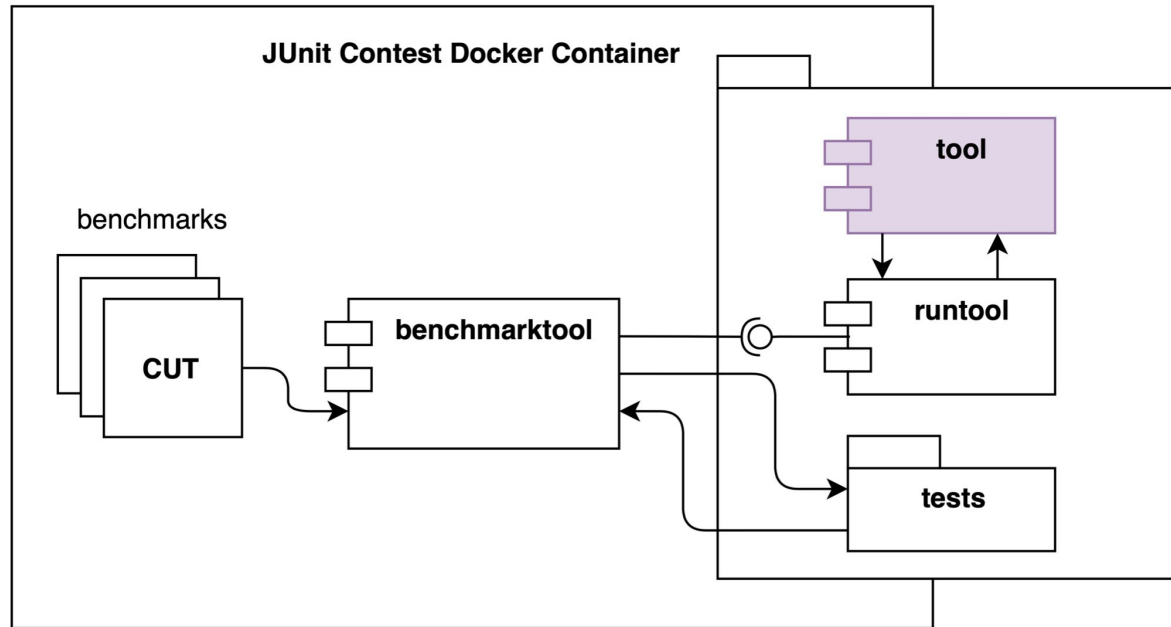 JUnit Contest Docker Container
tool
benchmarks
runtool
benchmarktool
CUT
tests